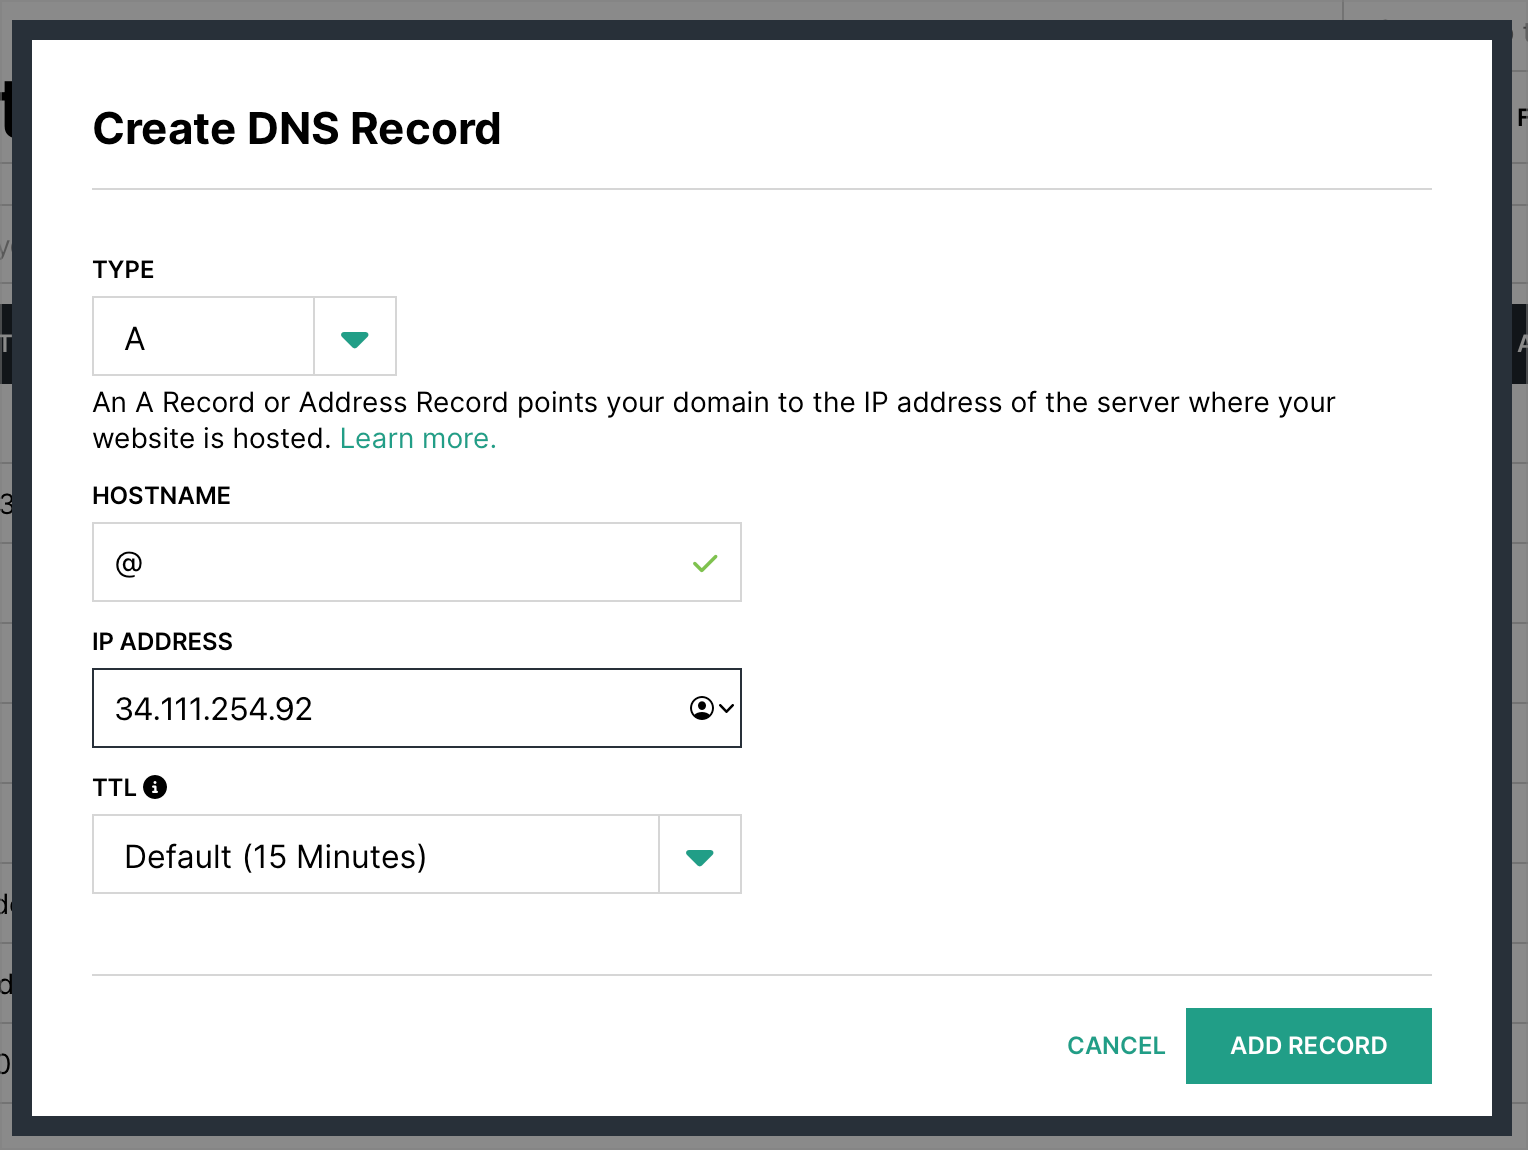 Create DNS Record
TYPE
A
An A Record or Address Record points your domain to the IP address of the server where your
website is hosted. Learn more.
HOSTNAME
@
IP ADDRESS
34.111.254.92
TTL
Default (15 Minutes)
CANCEL
ADD RECORD